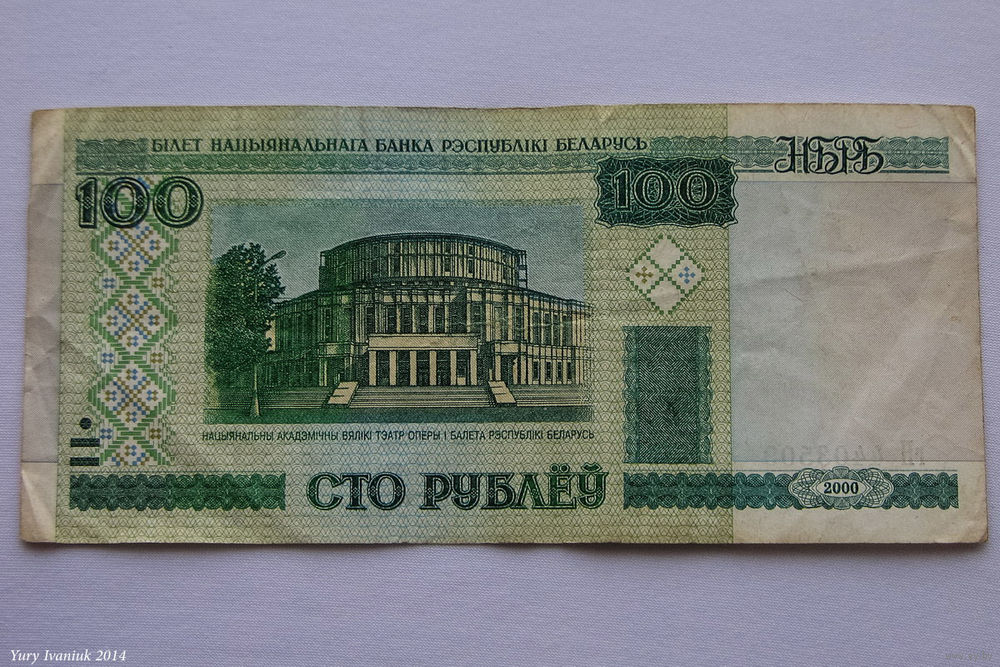 БІЛЕТ НАЦЫЯНАЛЬНАГА БАНКА РЭСПУБЛІКІ БЕЛАРУСЬ
НБРБ
100
100
НАЦЫЯНАЛЬНЫ АКАДЭМІЧНЫ ВЯЛІКІ ТЭАТР ОПЕРЫ І БАЛЕТА РЭСПУБЛІКІ БЕЛАРУСЬ
СТО РУБЛЁЎ
2000
Yury Ivaniuk 2014